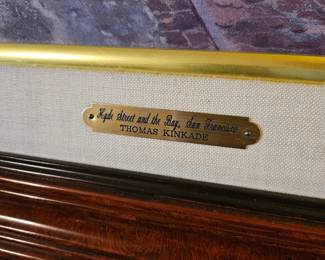 Hyde Street and the Bay, San Francisco
THOMAS KINKADE